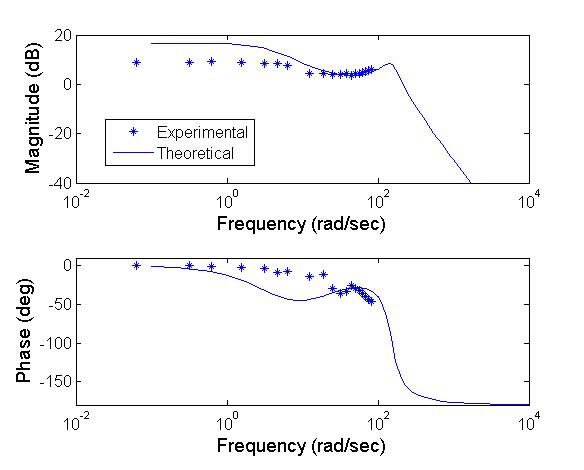 20
0
-20
-40
Magnitude (dB)
Experimental
Theoretical
10^-2 10^0 10^2 10^4
Frequency (rad/sec)
0
-50
-100
-150
Phase (deg)
10^-2 10^0 10^2 10^4
Frequency (rad/sec)